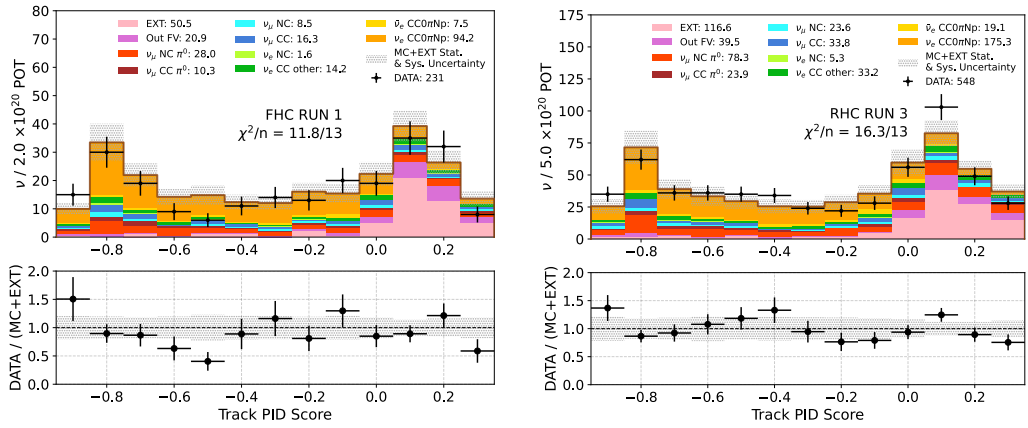 80
70
60
50
40
30
20
10
0
ν / 2.0 ×10²⁰ POT
EXT: 50.5
Out FV: 20.9
νμ NC π⁰: 28.0
νμ CC π⁰: 10.3
νμ NC: 8.5
νμ CC: 16.3
νe NC: 1.6
νe CC other: 14.2
ν̄e CC0πNp: 7.5
νe CC0πNp: 94.2
MC+EXT Stat.
& Sys. Uncertainty
DATA: 231
FHC RUN 1
χ²/n = 11.8/13
−0.8 −0.6 −0.4 −0.2 0.0 0.2
2.0
1.5
1.0
0.5
0.0
DATA / (MC+EXT)
−0.8 −0.6 −0.4 −0.2 0.0 0.2
Track PID Score
175
150
125
100
75
50
25
0
ν / 5.0 ×10²⁰ POT
EXT: 116.6
Out FV: 39.5
νμ NC π⁰: 78.3
νμ CC π⁰: 23.9
νμ NC: 23.6
νμ CC: 33.8
νe NC: 5.3
νe CC other: 33.2
ν̄e CC0πNp: 19.1
νe CC0πNp: 175.3
MC+EXT Stat.
& Sys. Uncertainty
DATA: 548
RHC RUN 3
χ²/n = 16.3/13
−0.8 −0.6 −0.4 −0.2 0.0 0.2
2.0
1.5
1.0
0.5
0.0
DATA / (MC+EXT)
−0.8 −0.6 −0.4 −0.2 0.0 0.2
Track PID Score